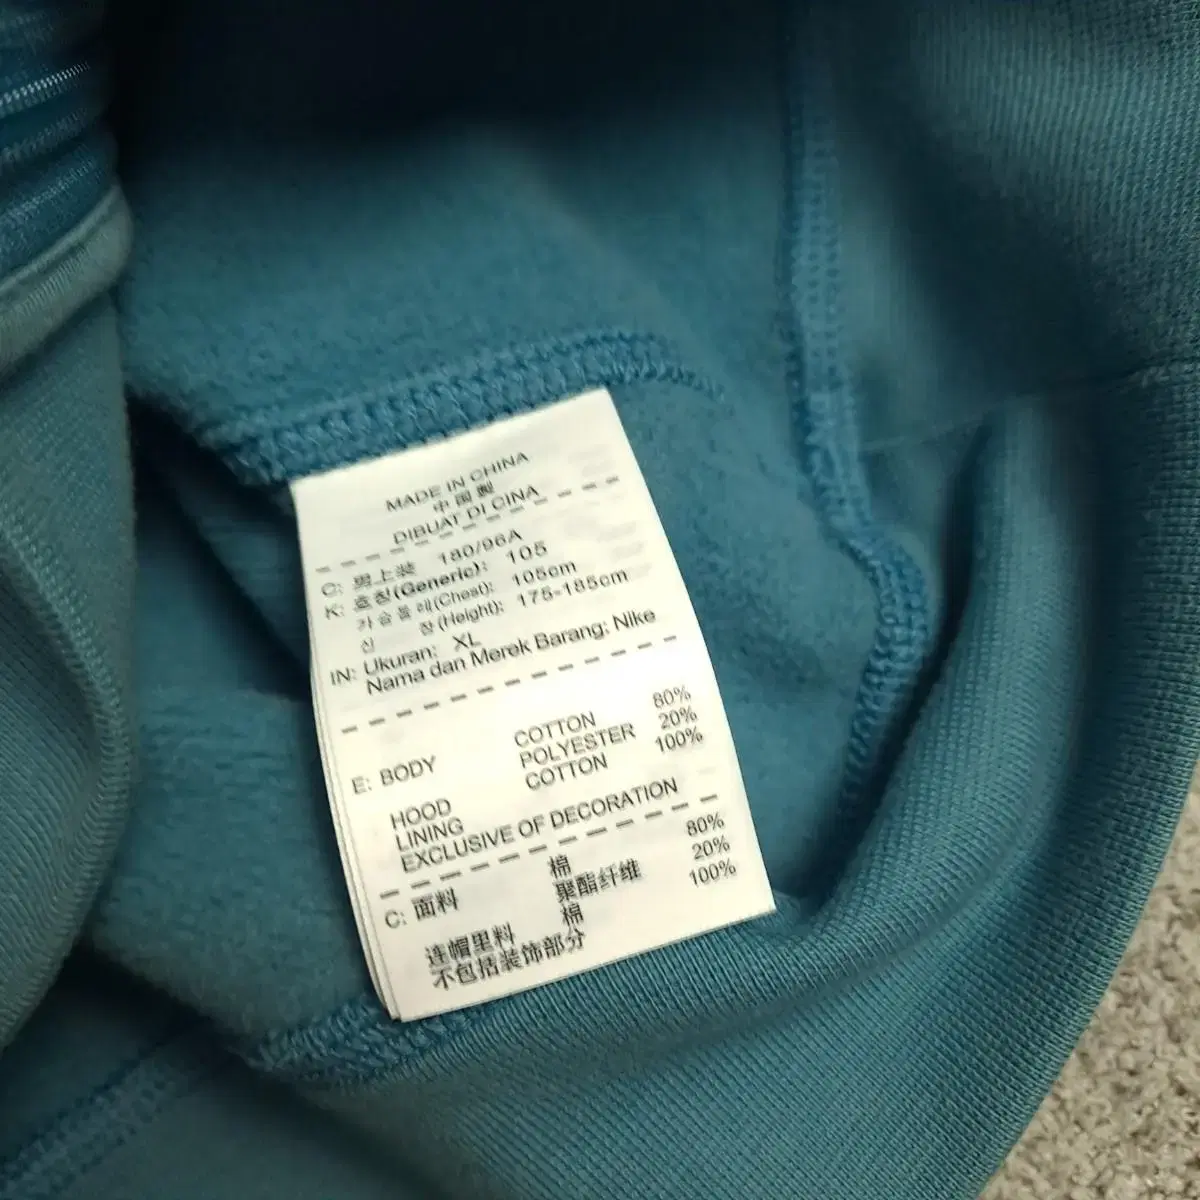 MADE IN CHINA
中国製
DIBUAT DI CINA
C: 男上装 180/96A
K: 호칭(Generic): 105
가슴둘레(Chest): 105cm
신 장(Height): 175-185cm
IN: Ukuran: XL
Nama dan Merek Barang: Nike
E: BODY COTTON 80%
POLYESTER 20%
HOOD COTTON 100%
LINING
EXCLUSIVE OF DECORATION
C: 面料 棉 80%
聚酯纤维 20%
连帽里料 棉 100%
不包括装饰部分